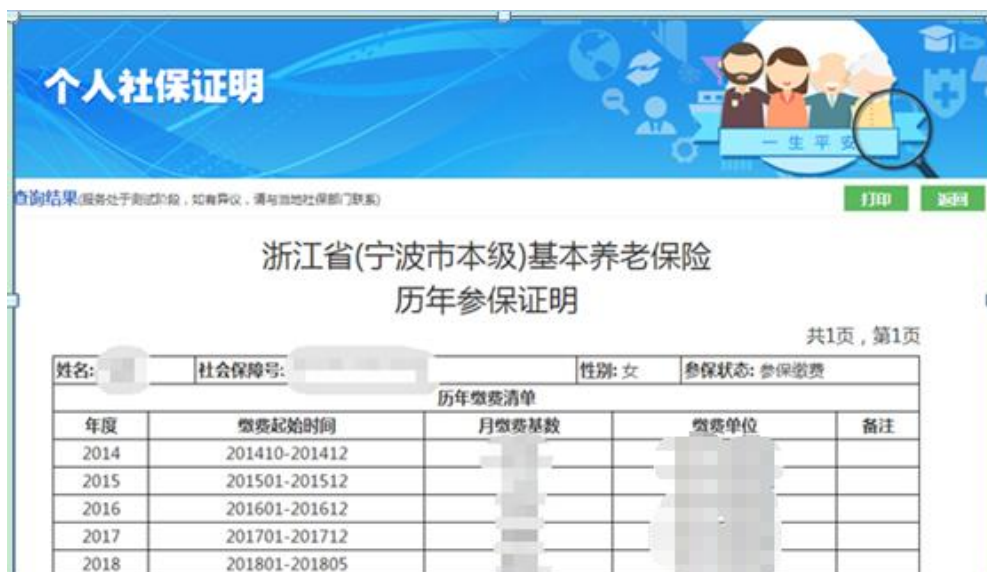 个人社保证明
一生平安
查询结果(服务处于测试阶段，如有异议，请与当地社保部门联系)
打印 返回
浙江省(宁波市本级)基本养老保险
历年参保证明
共1页，第1页
姓名: 社会保障号: 性别: 女 参保状态: 参保缴费
历年缴费清单
年度 缴费起始时间 月缴费基数 缴费单位 备注
2014 201410-201412
2015 201501-201512
2016 201601-201612
2017 201701-201712
2018 201801-201805